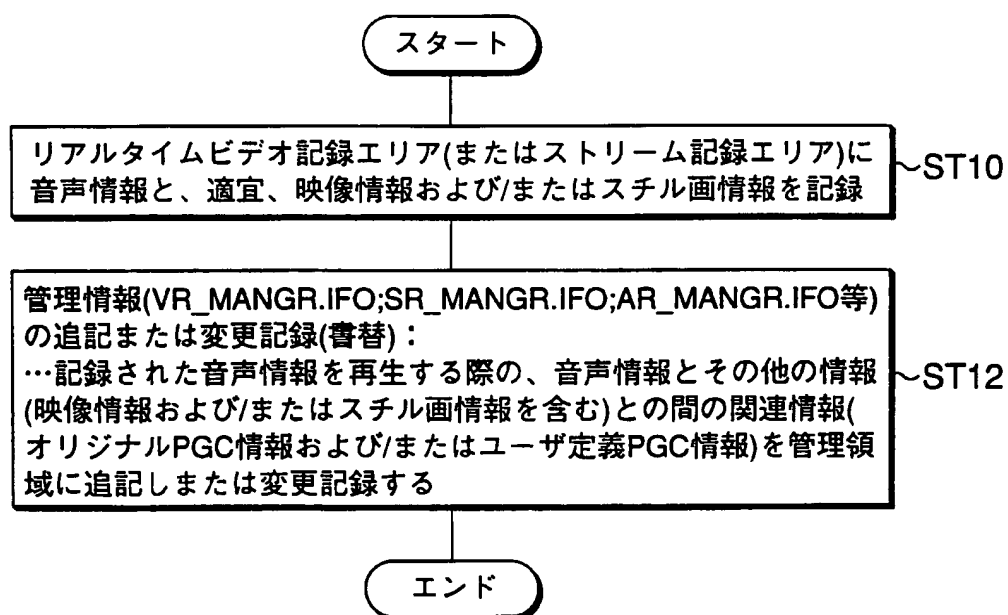 スタート
リアルタイムビデオ記録エリア(またはストリーム記録エリア)に
音声情報と、適宜、映像情報および/またはスチル画情報を記録
~ST10
管理情報(VR_MANGR.IFO;SR_MANGR.IFO;AR_MANGR.IFO等)
の追記または変更記録(書替)：
…記録された音声情報を再生する際の、音声情報とその他の情報
(映像情報および/またはスチル画情報を含む)との間の関連情報(
オリジナルPGC情報および/またはユーザ定義PGC情報)を管理領
域に追記しまたは変更記録する
~ST12
エンド